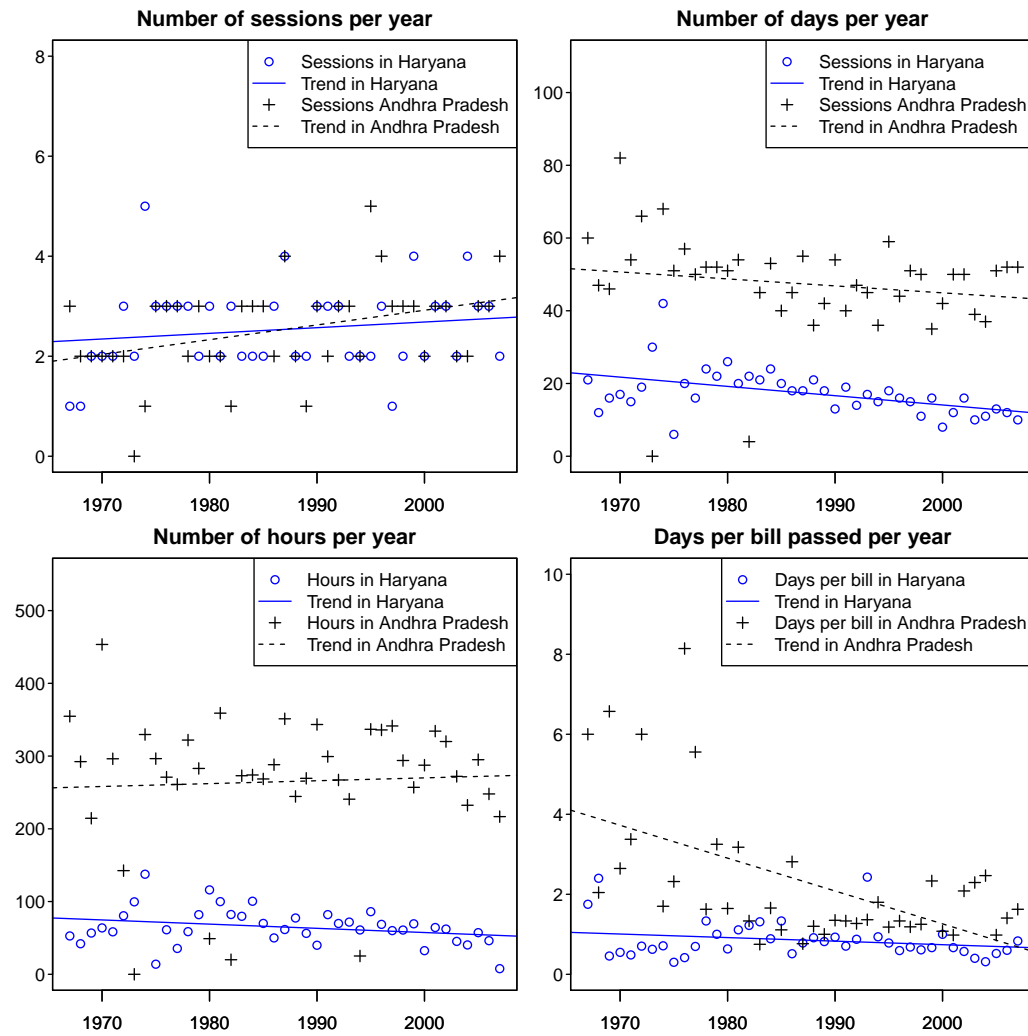 Number of sessions per year
8
6
4
2
0
1970 1980 1990 2000
Sessions in Haryana
Trend in Haryana
Sessions Andhra Pradesh
Trend in Andhra Pradesh
Number of days per year
100
80
60
40
20
0
1970 1980 1990 2000
Sessions in Haryana
Trend in Haryana
Sessions Andhra Pradesh
Trend in Andhra Pradesh
Number of hours per year
500
400
300
200
100
0
1970 1980 1990 2000
Hours in Haryana
Trend in Haryana
Hours in Andhra Pradesh
Trend in Andhra Pradesh
Days per bill passed per year
10
8
6
4
2
0
1970 1980 1990 2000
Days per bill in Haryana
Trend in Haryana
Days per bill in Andhra Pradesh
Trend in Andhra Pradesh